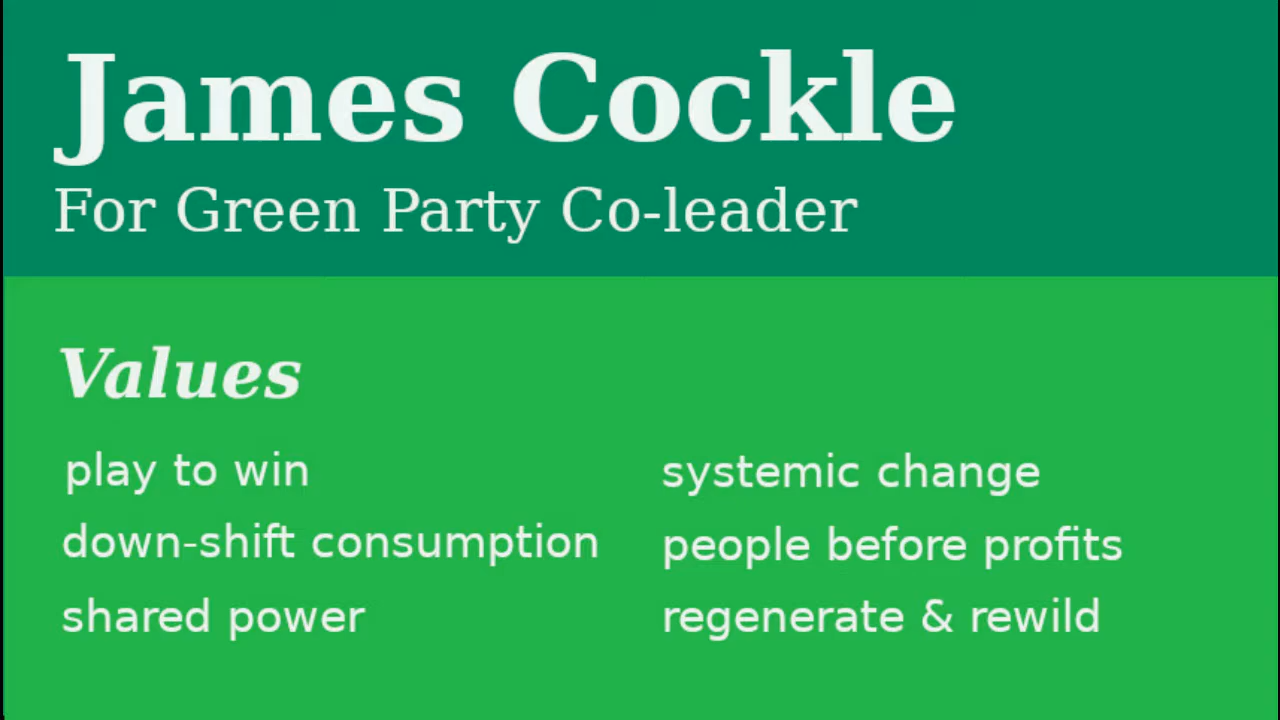 James Cockle
For Green Party Co-leader
Values
play to win
down-shift consumption
shared power
systemic change
people before profits
regenerate & rewild